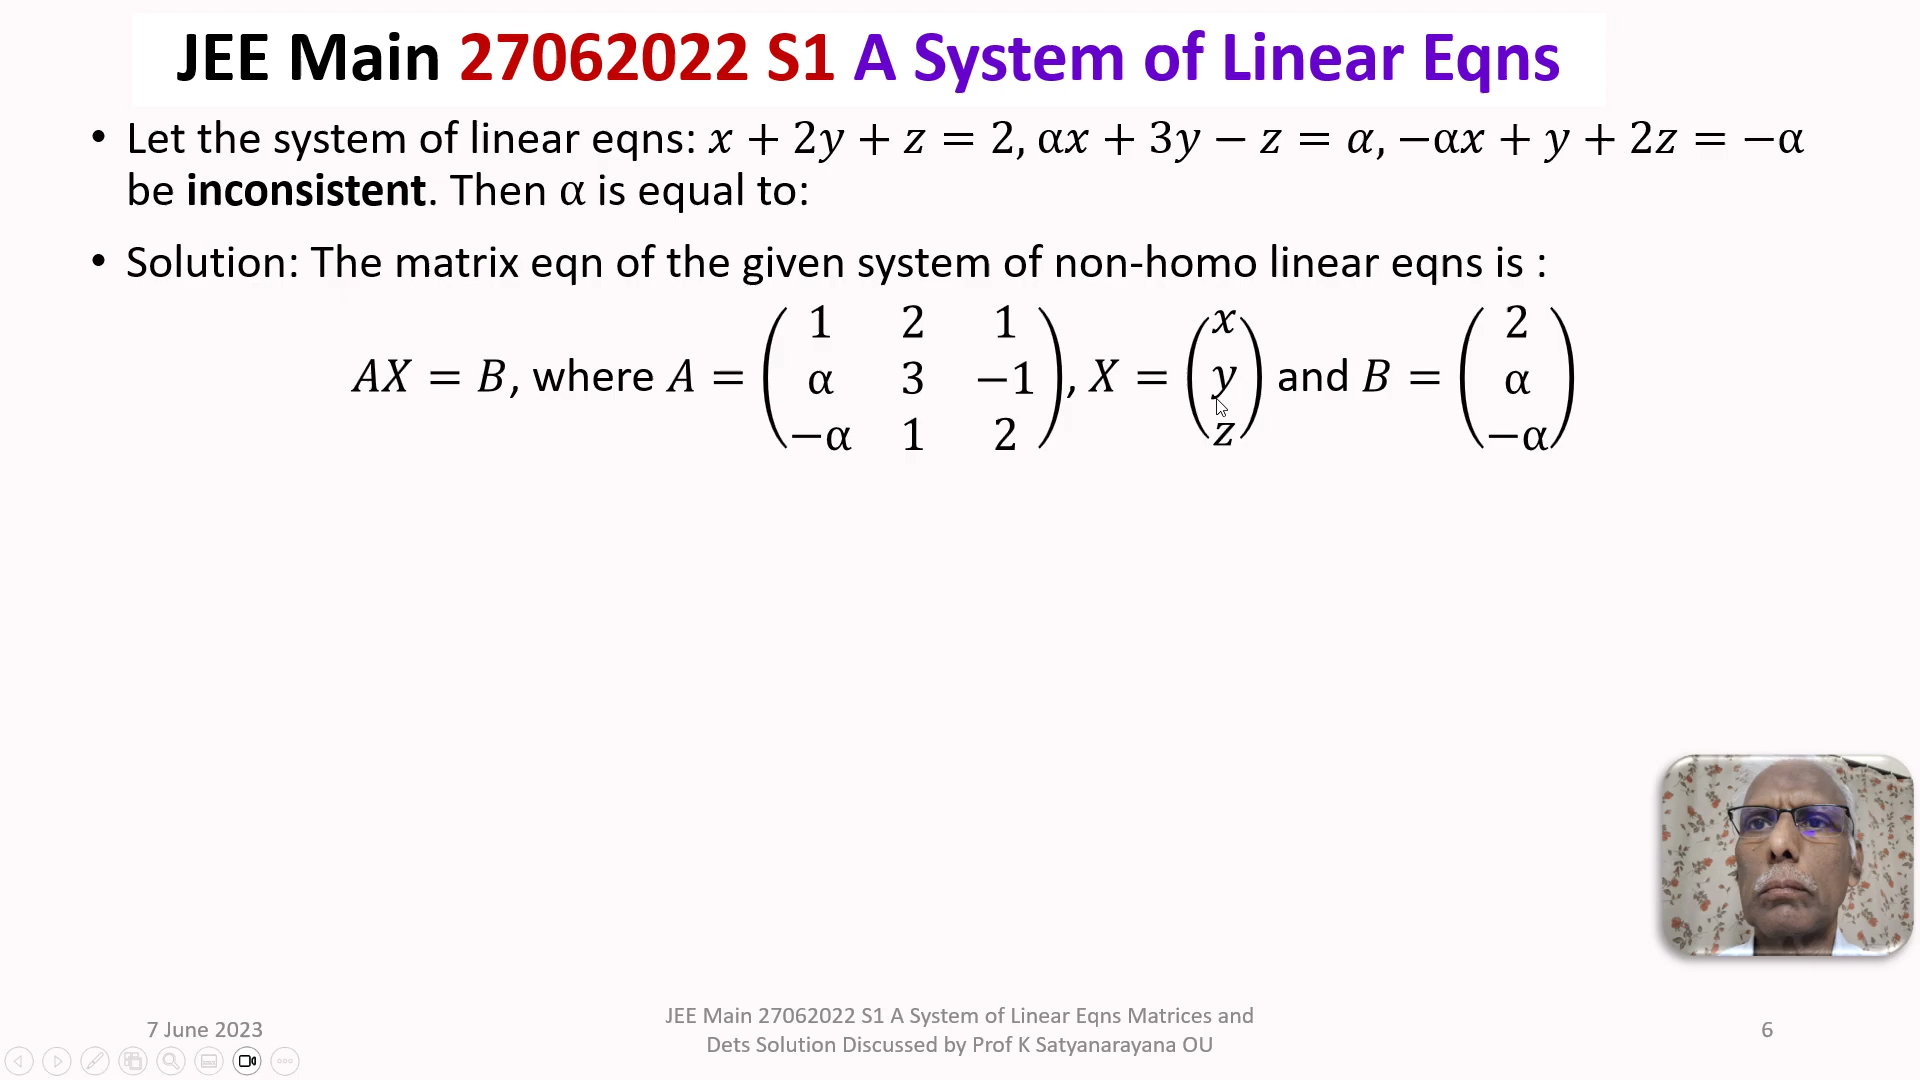 JEE Main 27062022 S1 A System of Linear Eqns
• Let the system of linear eqns: x + 2y + z = 2, αx + 3y − z = α, −αx + y + 2z = −α
be inconsistent. Then α is equal to:
• Solution: The matrix eqn of the given system of non-homo linear eqns is :
AX = B, where A = (1 2 1; α 3 −1; −α 1 2), X = (x; y; z) and B = (2; α; −α)
7 June 2023
JEE Main 27062022 S1 A System of Linear Eqns Matrices and
Dets Solution Discussed by Prof K Satyanarayana OU
6